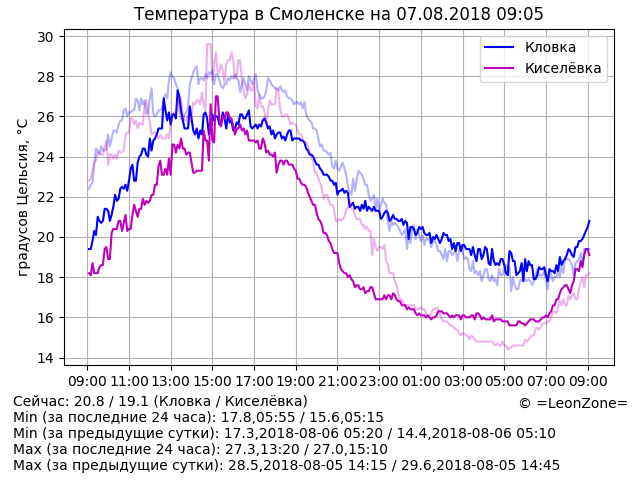 Температура в Смоленске на 07.08.2018 09:05
30
28
26
24
22
20
18
16
14
градусов Цельсия, °C
Кловка
Киселёвка
09:00 11:00 13:00 15:00 17:00 19:00 21:00 23:00 01:00 03:00 05:00 07:00 09:00
Сейчас: 20.8 / 19.1 (Кловка / Киселёвка)
© =LeonZone=
Min (за последние 24 часа): 17.8,05:55 / 15.6,05:15
Min (за предыдущие сутки): 17.3,2018-08-06 05:20 / 14.4,2018-08-06 05:10
Max (за последние 24 часа): 27.3,13:20 / 27.0,15:10
Max (за предыдущие сутки): 28.5,2018-08-05 14:15 / 29.6,2018-08-05 14:45